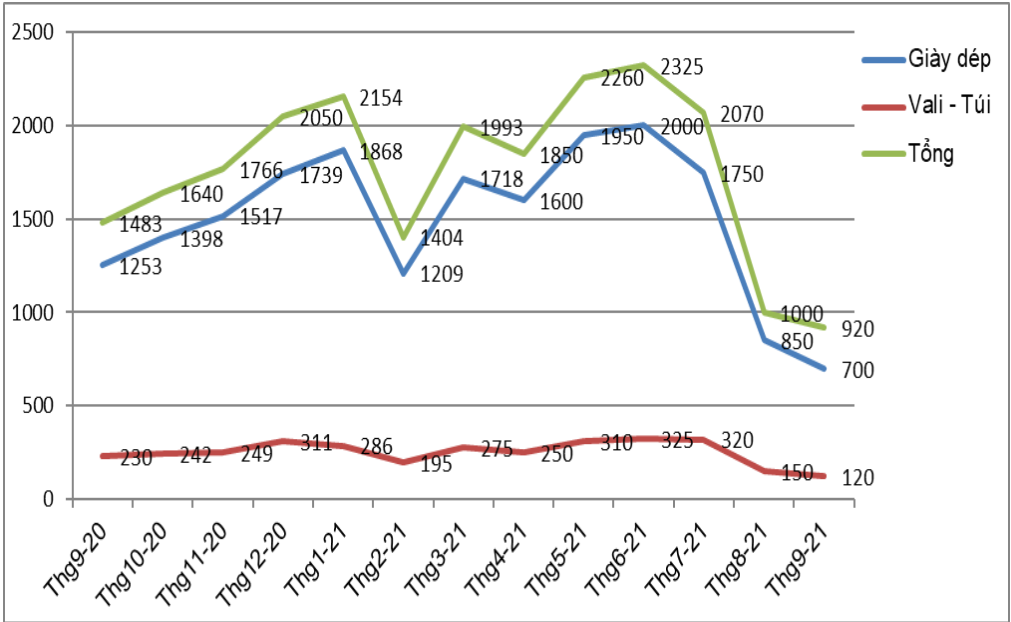 2500
2000
1500
1000
500
0
1483
1640
1766
2050
2154
1404
1993
1850
2260
2325
2070
1000
920
1253
1398
1517
1739
1868
1209
1718
1600
1950
2000
1750
850
700
230
242
249
311
286
195
275
250
310
325
320
150
120
Thg9-20
Thg10-20
Thg11-20
Thg12-20
Thg1-21
Thg2-21
Thg3-21
Thg4-21
Thg5-21
Thg6-21
Thg7-21
Thg8-21
Thg9-21
Giày dép
Vali - Túi
Tổng